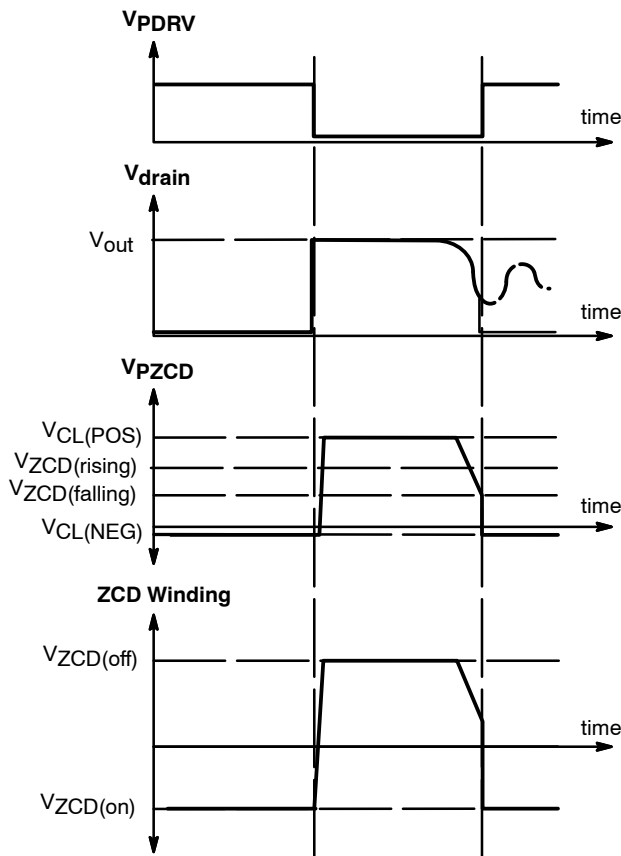 VPDRV
time
Vdrain
Vout
time
VPZCD
VCL(POS)
VZCD(rising)
VZCD(falling)
time
VCL(NEG)
ZCD Winding
VZCD(off)
time
VZCD(on)